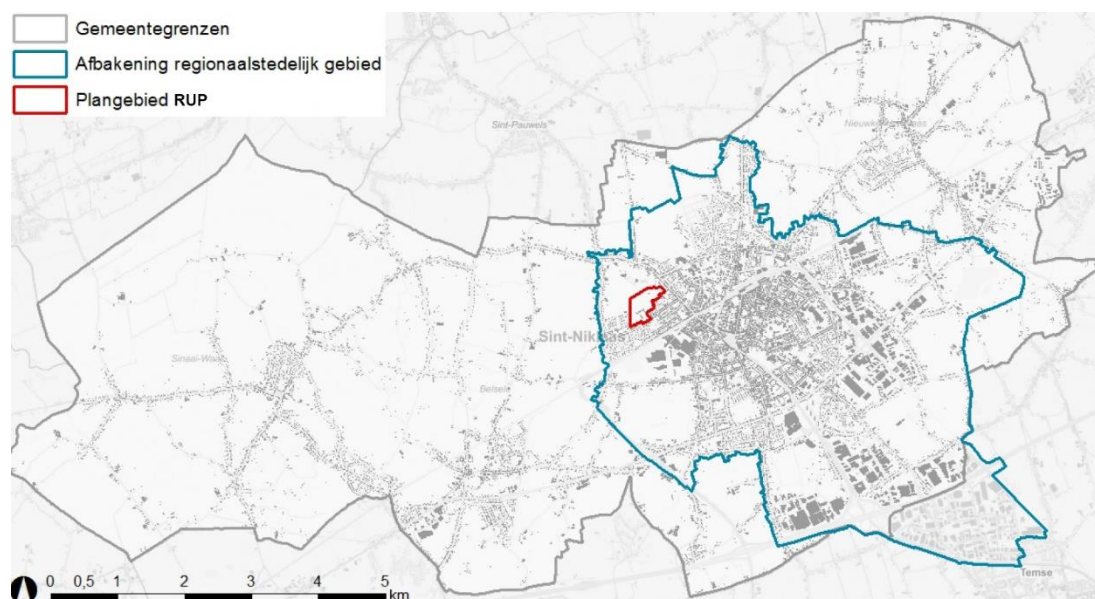 Gemeentegrenzen
Afbakening regionaalstedelijk gebied
Plangebied RUP
Sint-Pauwels
Sint-Niklaas
Sinaai-Waas
Belsele
Temse
0 0,5 1 2 3 4 5
km